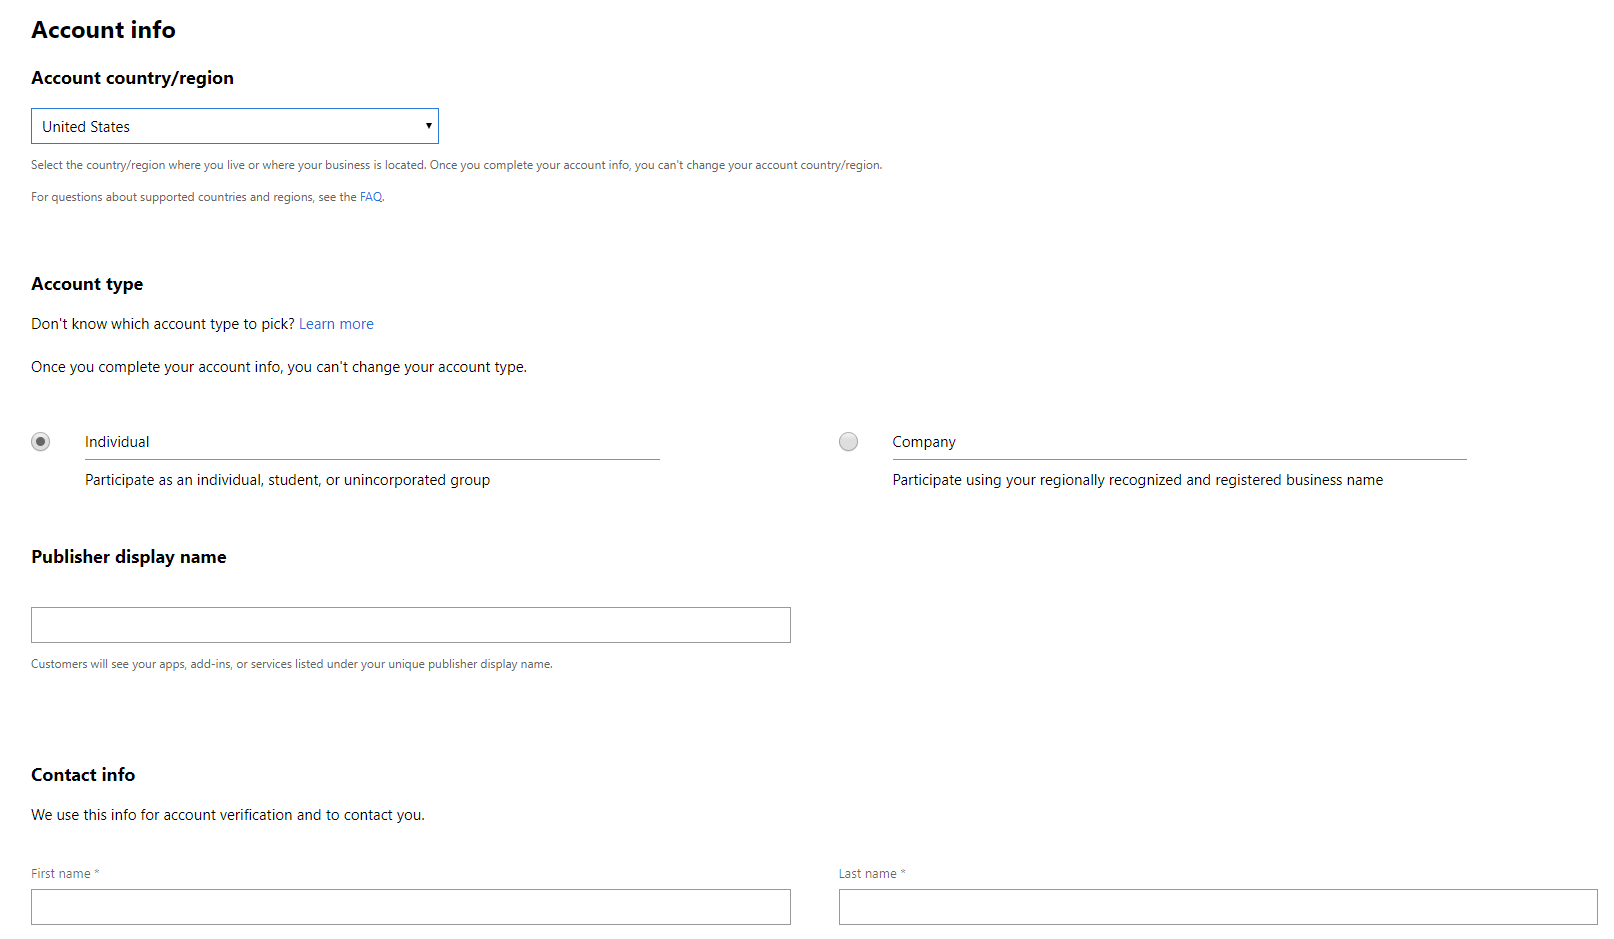 Account info
Account country/region
United States
Select the country/region where you live or where your business is located. Once you complete your account info, you can't change your account country/region.
For questions about supported countries and regions, see the FAQ.
Account type
Don't know which account type to pick? Learn more
Once you complete your account info, you can't change your account type.
Individual
Participate as an individual, student, or unincorporated group
Company
Participate using your regionally recognized and registered business name
Publisher display name
Customers will see your apps, add-ins, or services listed under your unique publisher display name.
Contact info
We use this info for account verification and to contact you.
First name *
Last name *